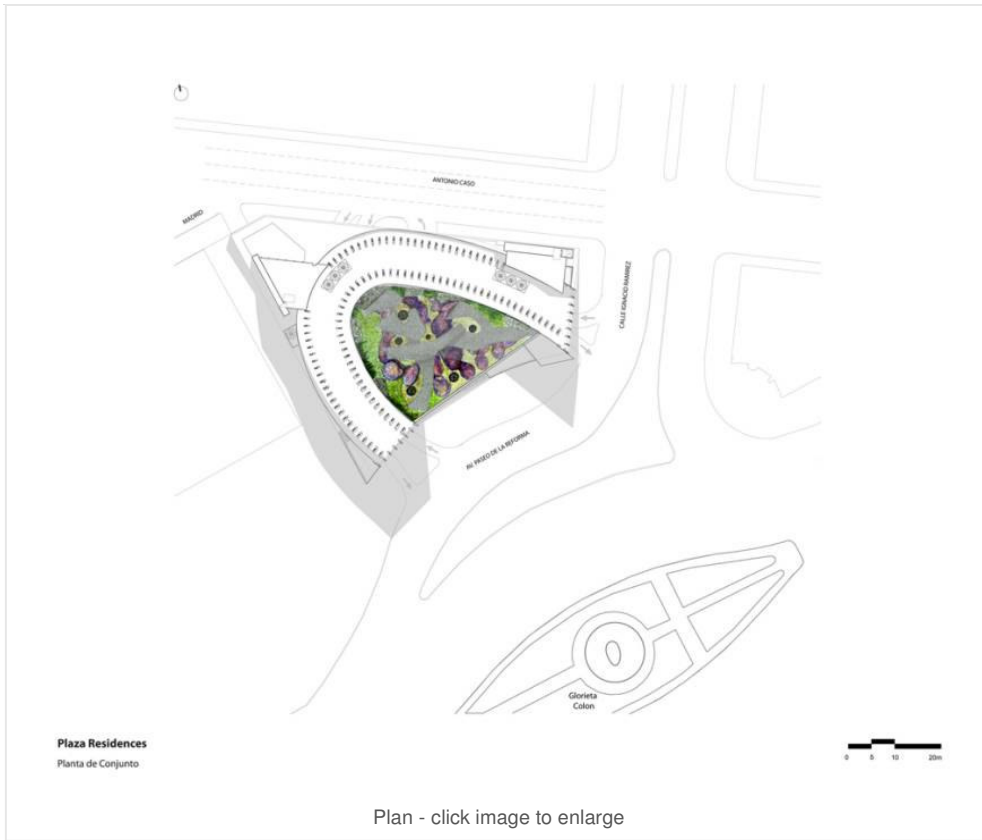 ANTONIO CASO
MADRID
CALLE IGNACIO RAMIREZ
AV. PASEO DE LA REFORMA
Glorieta
Colon
Plaza Residences
Planta de Conjunto
0 5 10 20m
Plan - click image to enlarge